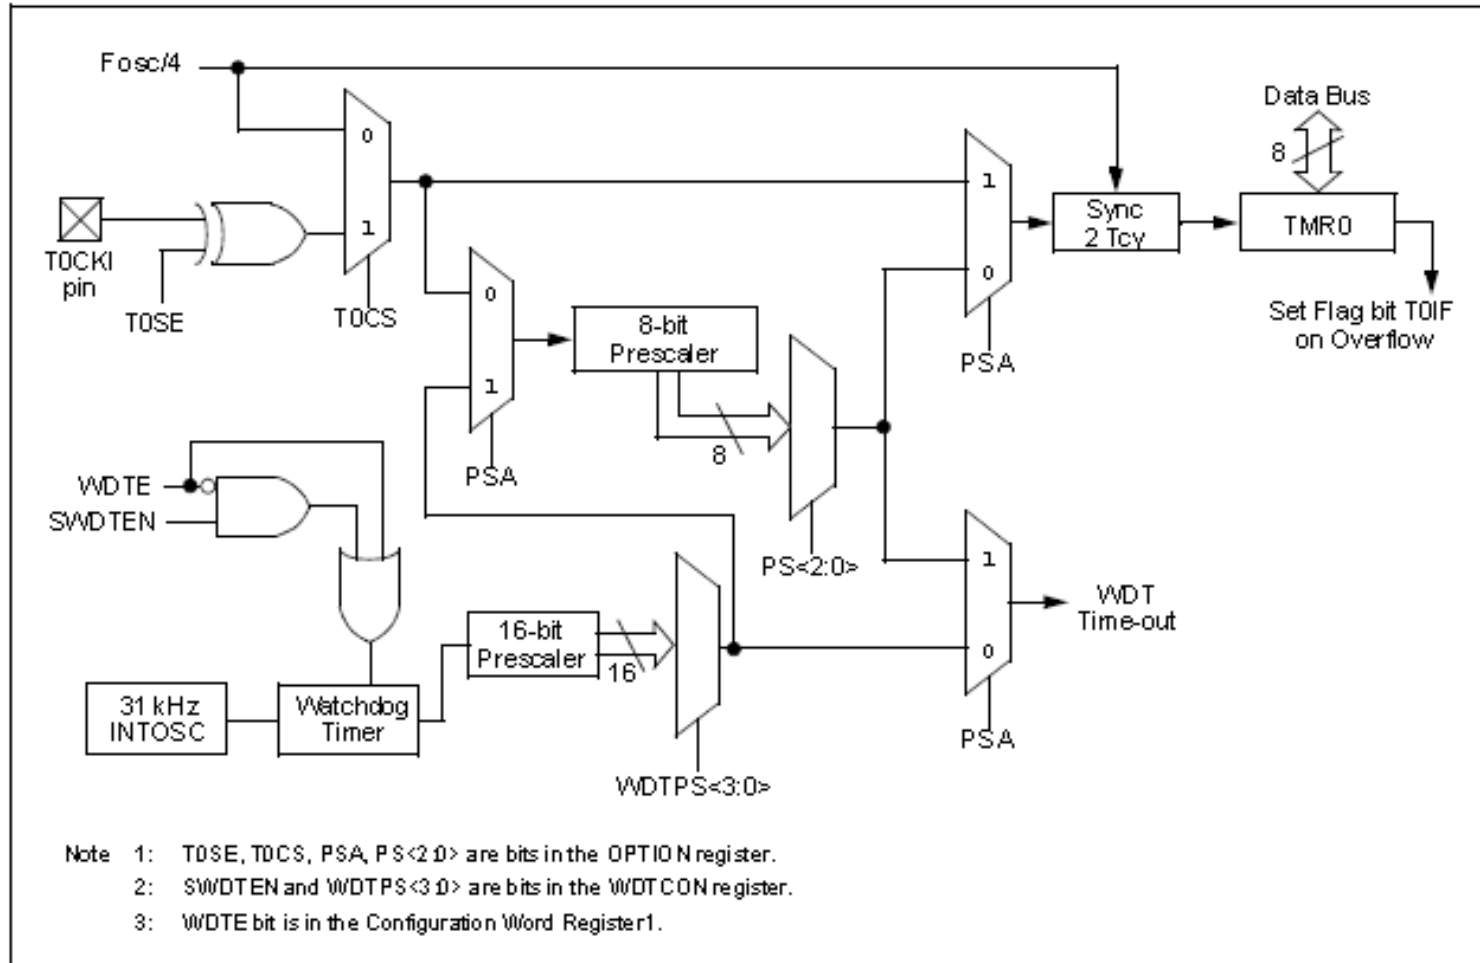 Fosc/4
Data Bus
0
8
1
1
Sync
2 Tcy
TMR0
T0CKI
pin
0
0
T0SE
T0CS
8-bit
Prescaler
Set Flag bit T0IF
on Overflow
PSA
1
8
PSA
WDTE
SWDTEN
PS<2:0>
1
WDT
Time-out
16-bit
Prescaler
0
16
31 kHz
INTOSC
Watchdog
Timer
PSA
WDTPS<3:0>
Note 1: T0SE, T0CS, PSA, PS<2:0> are bits in the OPTION register.
2: SWDTEN and WDTPS<3:0> are bits in the WDTCON register.
3: WDTE bit is in the Configuration Word Register1.